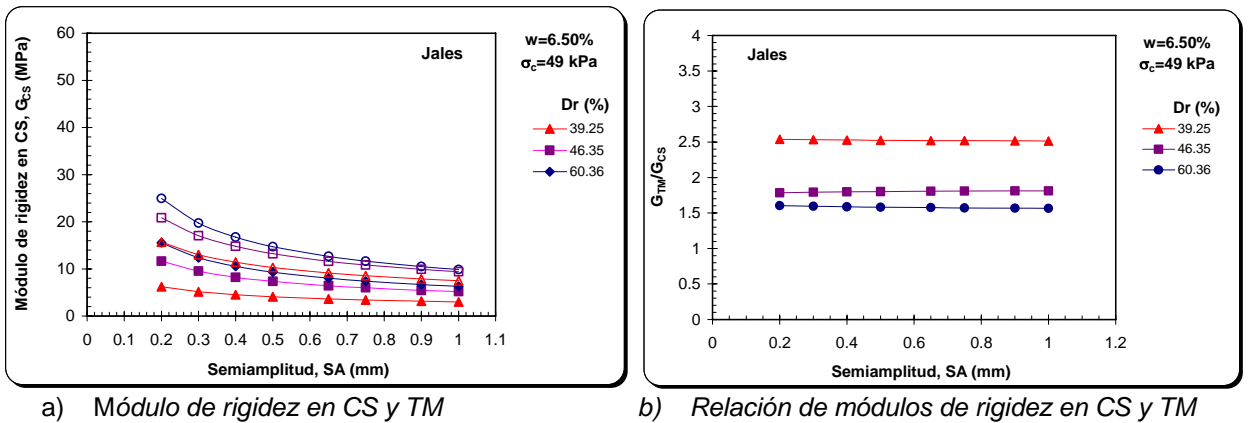 Módulo de rigidez en CS, G_CS (MPa)
60
50
40
30
20
10
0
0 0.1 0.2 0.3 0.4 0.5 0.6 0.7 0.8 0.9 1 1.1
Semiamplitud, SA (mm)
Jales
w=6.50%
σc=49 kPa
Dr (%)
39.25
46.35
60.36
G_TM/G_CS
4
3.5
3
2.5
2
1.5
1
0.5
0
0 0.2 0.4 0.6 0.8 1 1.2
Semiamplitud, SA (mm)
Jales
w=6.50%
σc=49 kPa
Dr (%)
39.25
46.35
60.36
a) Módulo de rigidez en CS y TM
b) Relación de módulos de rigidez en CS y TM